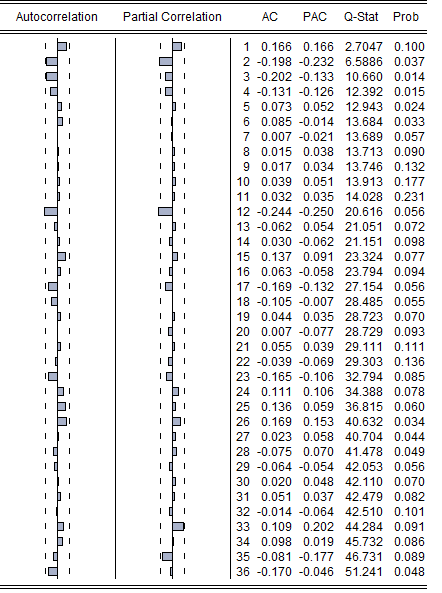 Autocorrelation Partial Correlation AC PAC Q-Stat Prob
1 0.166 0.166 2.7047 0.100
2 -0.198 -0.232 6.5886 0.037
3 -0.202 -0.133 10.660 0.014
4 -0.131 -0.126 12.392 0.015
5 0.073 0.052 12.943 0.024
6 0.085 -0.014 13.684 0.033
7 0.007 -0.021 13.689 0.057
8 0.015 0.038 13.713 0.090
9 0.017 0.034 13.746 0.132
10 0.039 0.051 13.913 0.177
11 0.032 0.035 14.028 0.231
12 -0.244 -0.250 20.616 0.056
13 -0.062 0.054 21.051 0.072
14 0.030 -0.062 21.151 0.098
15 0.137 0.091 23.324 0.077
16 0.063 -0.058 23.794 0.094
17 -0.169 -0.132 27.154 0.056
18 -0.105 -0.007 28.485 0.055
19 0.044 0.035 28.723 0.070
20 0.007 -0.077 28.729 0.093
21 0.055 0.039 29.111 0.111
22 -0.039 -0.069 29.303 0.136
23 -0.165 -0.106 32.794 0.085
24 0.111 0.106 34.388 0.078
25 0.136 0.059 36.815 0.060
26 0.169 0.153 40.632 0.034
27 0.023 0.058 40.704 0.044
28 -0.075 0.070 41.478 0.049
29 -0.064 -0.054 42.053 0.056
30 0.020 0.048 42.110 0.070
31 0.051 0.037 42.479 0.082
32 -0.014 -0.064 42.510 0.101
33 0.109 0.202 44.284 0.091
34 0.098 0.019 45.732 0.086
35 -0.081 -0.177 46.731 0.089
36 -0.170 -0.046 51.241 0.048